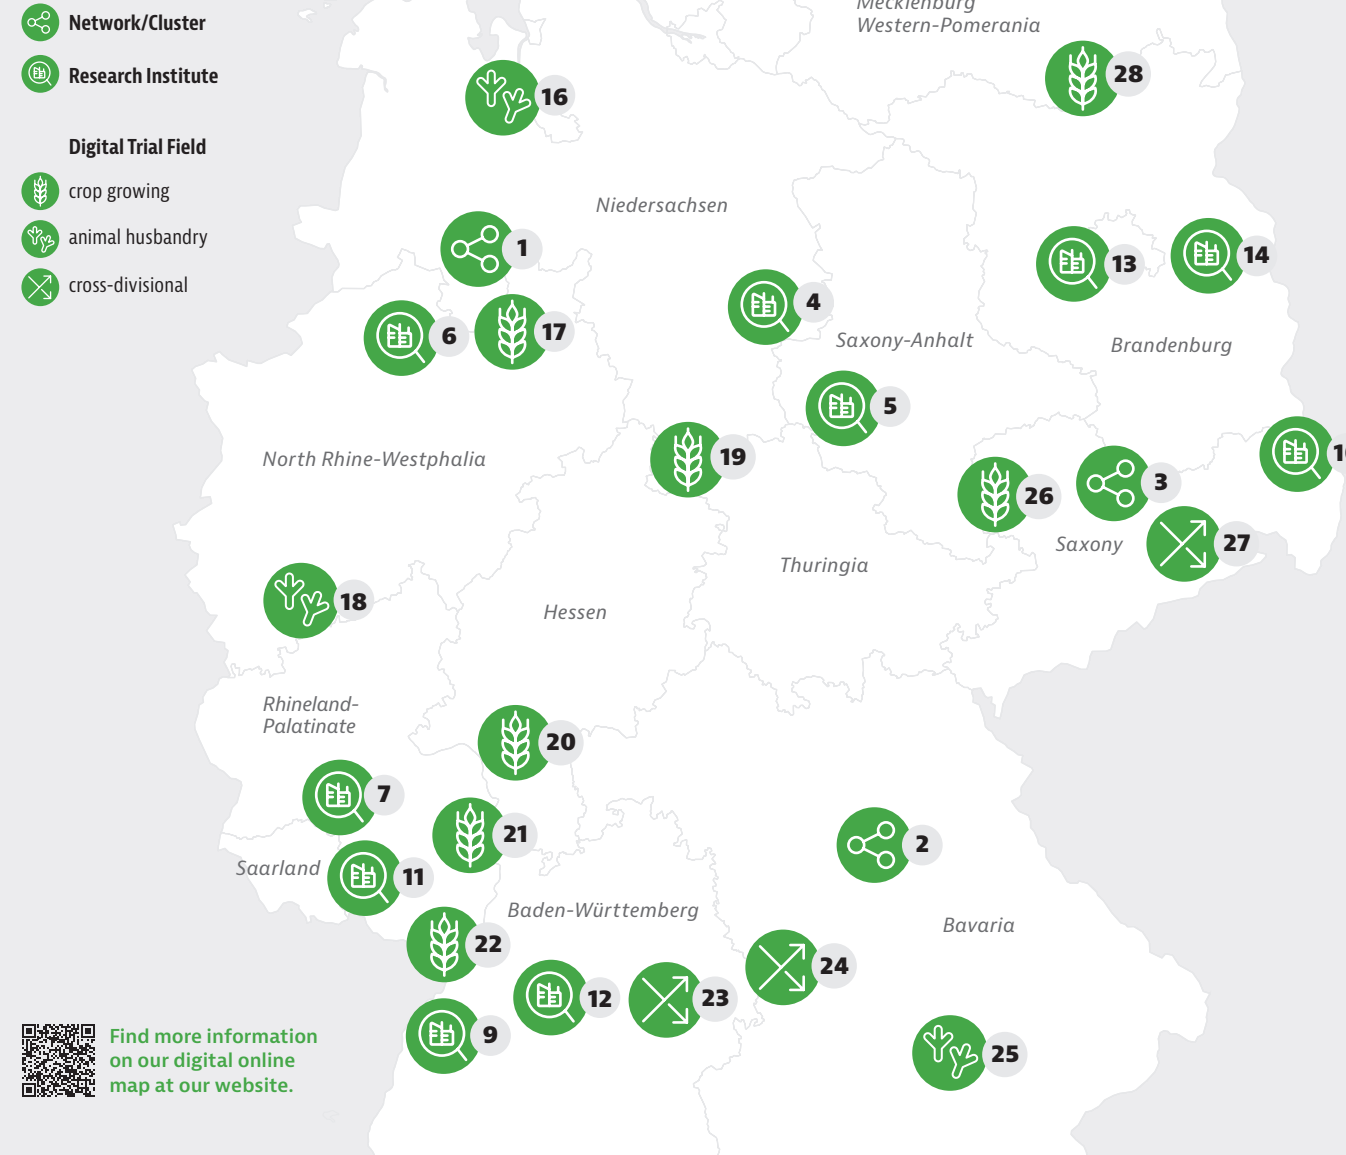 Network/Cluster
Research Institute
Digital Trial Field
crop growing
animal husbandry
cross-divisional
Mecklenburg
Western-Pomerania
28
16
Niedersachsen
1
13
14
4
6
17
Saxony-Anhalt
Brandenburg
5
North Rhine-Westphalia
19
26
3
Saxony
27
Thuringia
18
Hessen
Rhineland-
Palatinate
20
7
21
2
Saarland
11
Baden-Württemberg
Bavaria
22
24
12
23
9
25
Find more information
on our digital online
map at our website.